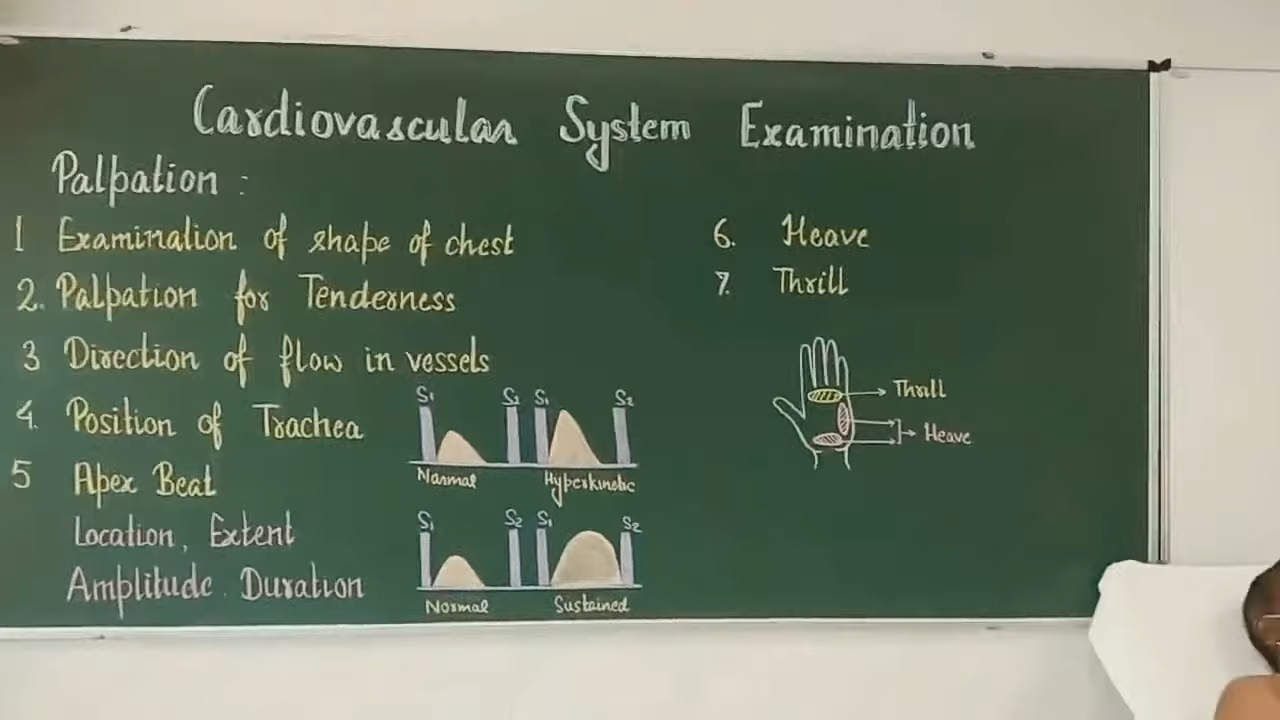 Cardiovascular System Examination
Palpation :
1 Examination of shape of chest
2. Palpation for Tenderness
3 Direction of flow in vessels
4. Position of Trachea
5 Apex Beat
Location, Extent
Amplitude. Duration
S1 S2 S1 S2
Normal Hyperkinetic
S1 S2 S1 S2
Normal Sustained
6. Heave
7. Thrill
Thrill
Heave